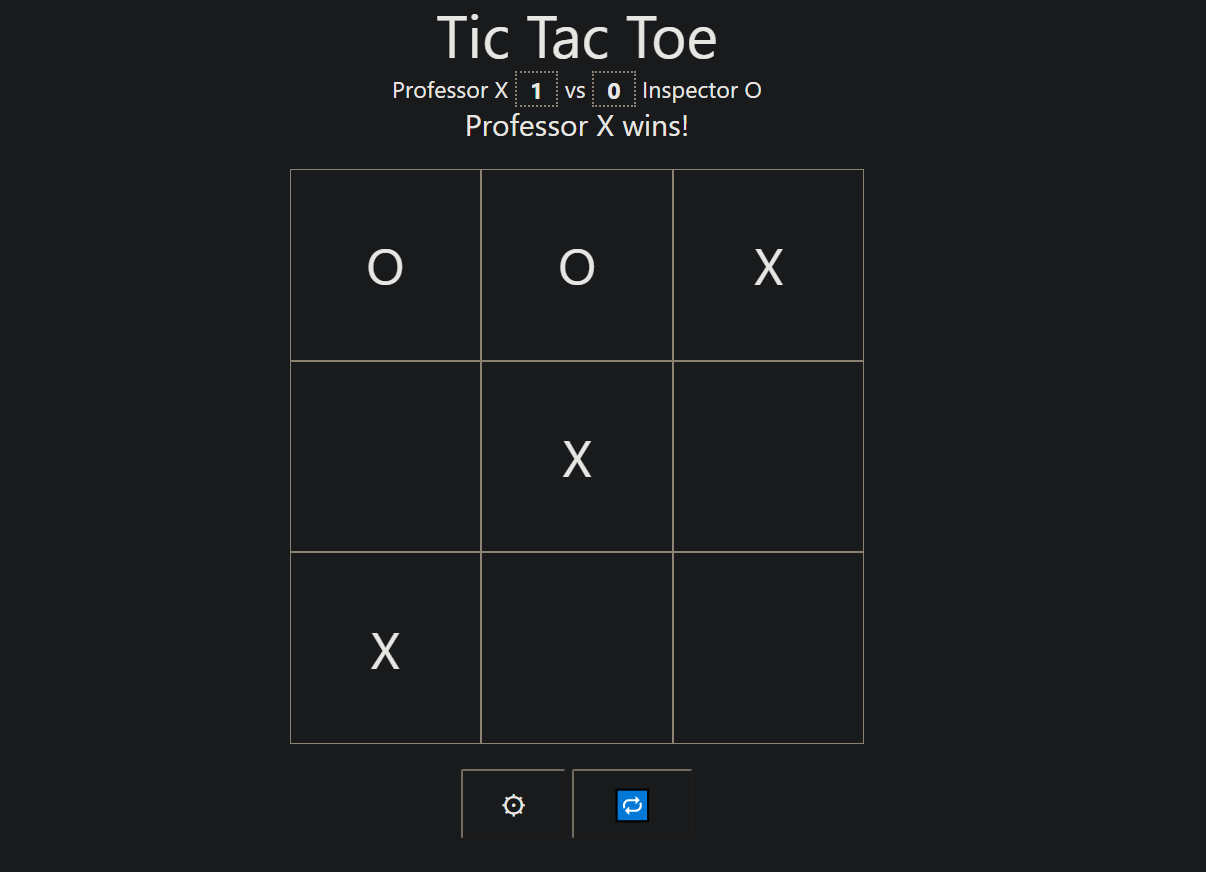 Tic Tac Toe
Professor X 1 vs 0 Inspector O
Professor X wins!
O O X
X
X